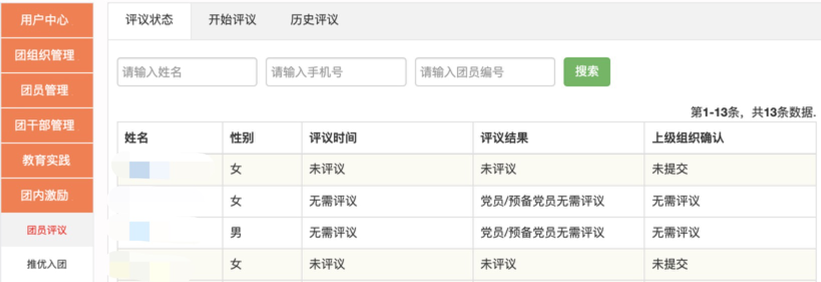 用户中心
团组织管理
团员管理
团干部管理
教育实践
团内激励
团员评议
推优入团
评议状态 开始评议 历史评议
请输入姓名 请输入手机号 请输入团员编号 搜索
第1-13条，共13条数据.
姓名 性别 评议时间 评议结果 上级组织确认
女 未评议 未评议 未提交
女 无需评议 党员/预备党员无需评议 无需评议
男 无需评议 党员/预备党员无需评议 无需评议
女 未评议 未评议 未提交